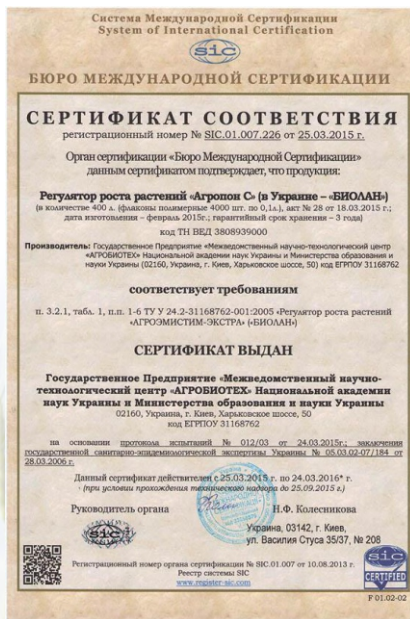 Система Международной Сертификации
System of International Certification
sic
БЮРО МЕЖДУНАРОДНОЙ СЕРТИФИКАЦИИ
СЕРТИФИКАТ СООТВЕТСТВИЯ
регистрационный номер № SIC.01.007.226 от 25.03.2015 г.
Орган сертификации «Бюро Международной Сертификации»
данным сертификатом подтверждает, что продукция:
Регулятор роста растений «Агропон С» (в Украине – «БИОЛАН»)
(в количестве 400 л. (флаконы полимерные 4000 шт. по 0,1л.), акт № 28 от 18.03.2015 г.;
дата изготовления – февраль 2015г.; гарантийный срок хранения – 3 года)
код ТН ВЕД 3808939000
Производитель: Государственное Предприятие «Межведомственный научно-технологический центр
«АГРОБИОТЕХ» Национальной академии наук Украины и Министерства образования и
науки Украины (02160, Украина, г. Киев, Харьковское шоссе, 50) код ЕГРПОУ 31168762
соответствует требованиям
п. 3.2.1, табл. 1, п.п. 1-6 ТУ У 24.2-31168762-001:2005 «Регулятор роста растений
«АГРОЭМИСТИМ-ЭКСТРА» («БИОЛАН»)
СЕРТИФИКАТ ВЫДАН
Государственное Предприятие «Межведомственный научно-
технологический центр «АГРОБИОТЕХ» Национальной академии
наук Украины и Министерства образования и науки Украины
02160, Украина, г. Киев, Харьковское шоссе, 50
код ЕГРПОУ 31168762
на основании протокола испытаний № 012/03 от 24.03.2015г.; заключения
государственной санитарно-эпидемиологической экспертизы Украины № 05.03.02-07/184 от
28.03.2006 г.
Данный сертификат действителен с 25.03.2015 г. по 24.03.2016* г.
(при условии прохождения технического надзора до 25.09.2015 г.)
Руководитель органа Н.Ф. Колесникова
Украина, 03142, г. Киев,
ул. Василия Стуса 35/37, № 208
sic
Регистрационный номер органа сертификации № SIC.01.007 от 10.08.2013 г.
Реестр системы SIC
www.register-sic.com
sic
CERTIFIED
F 01.02-02